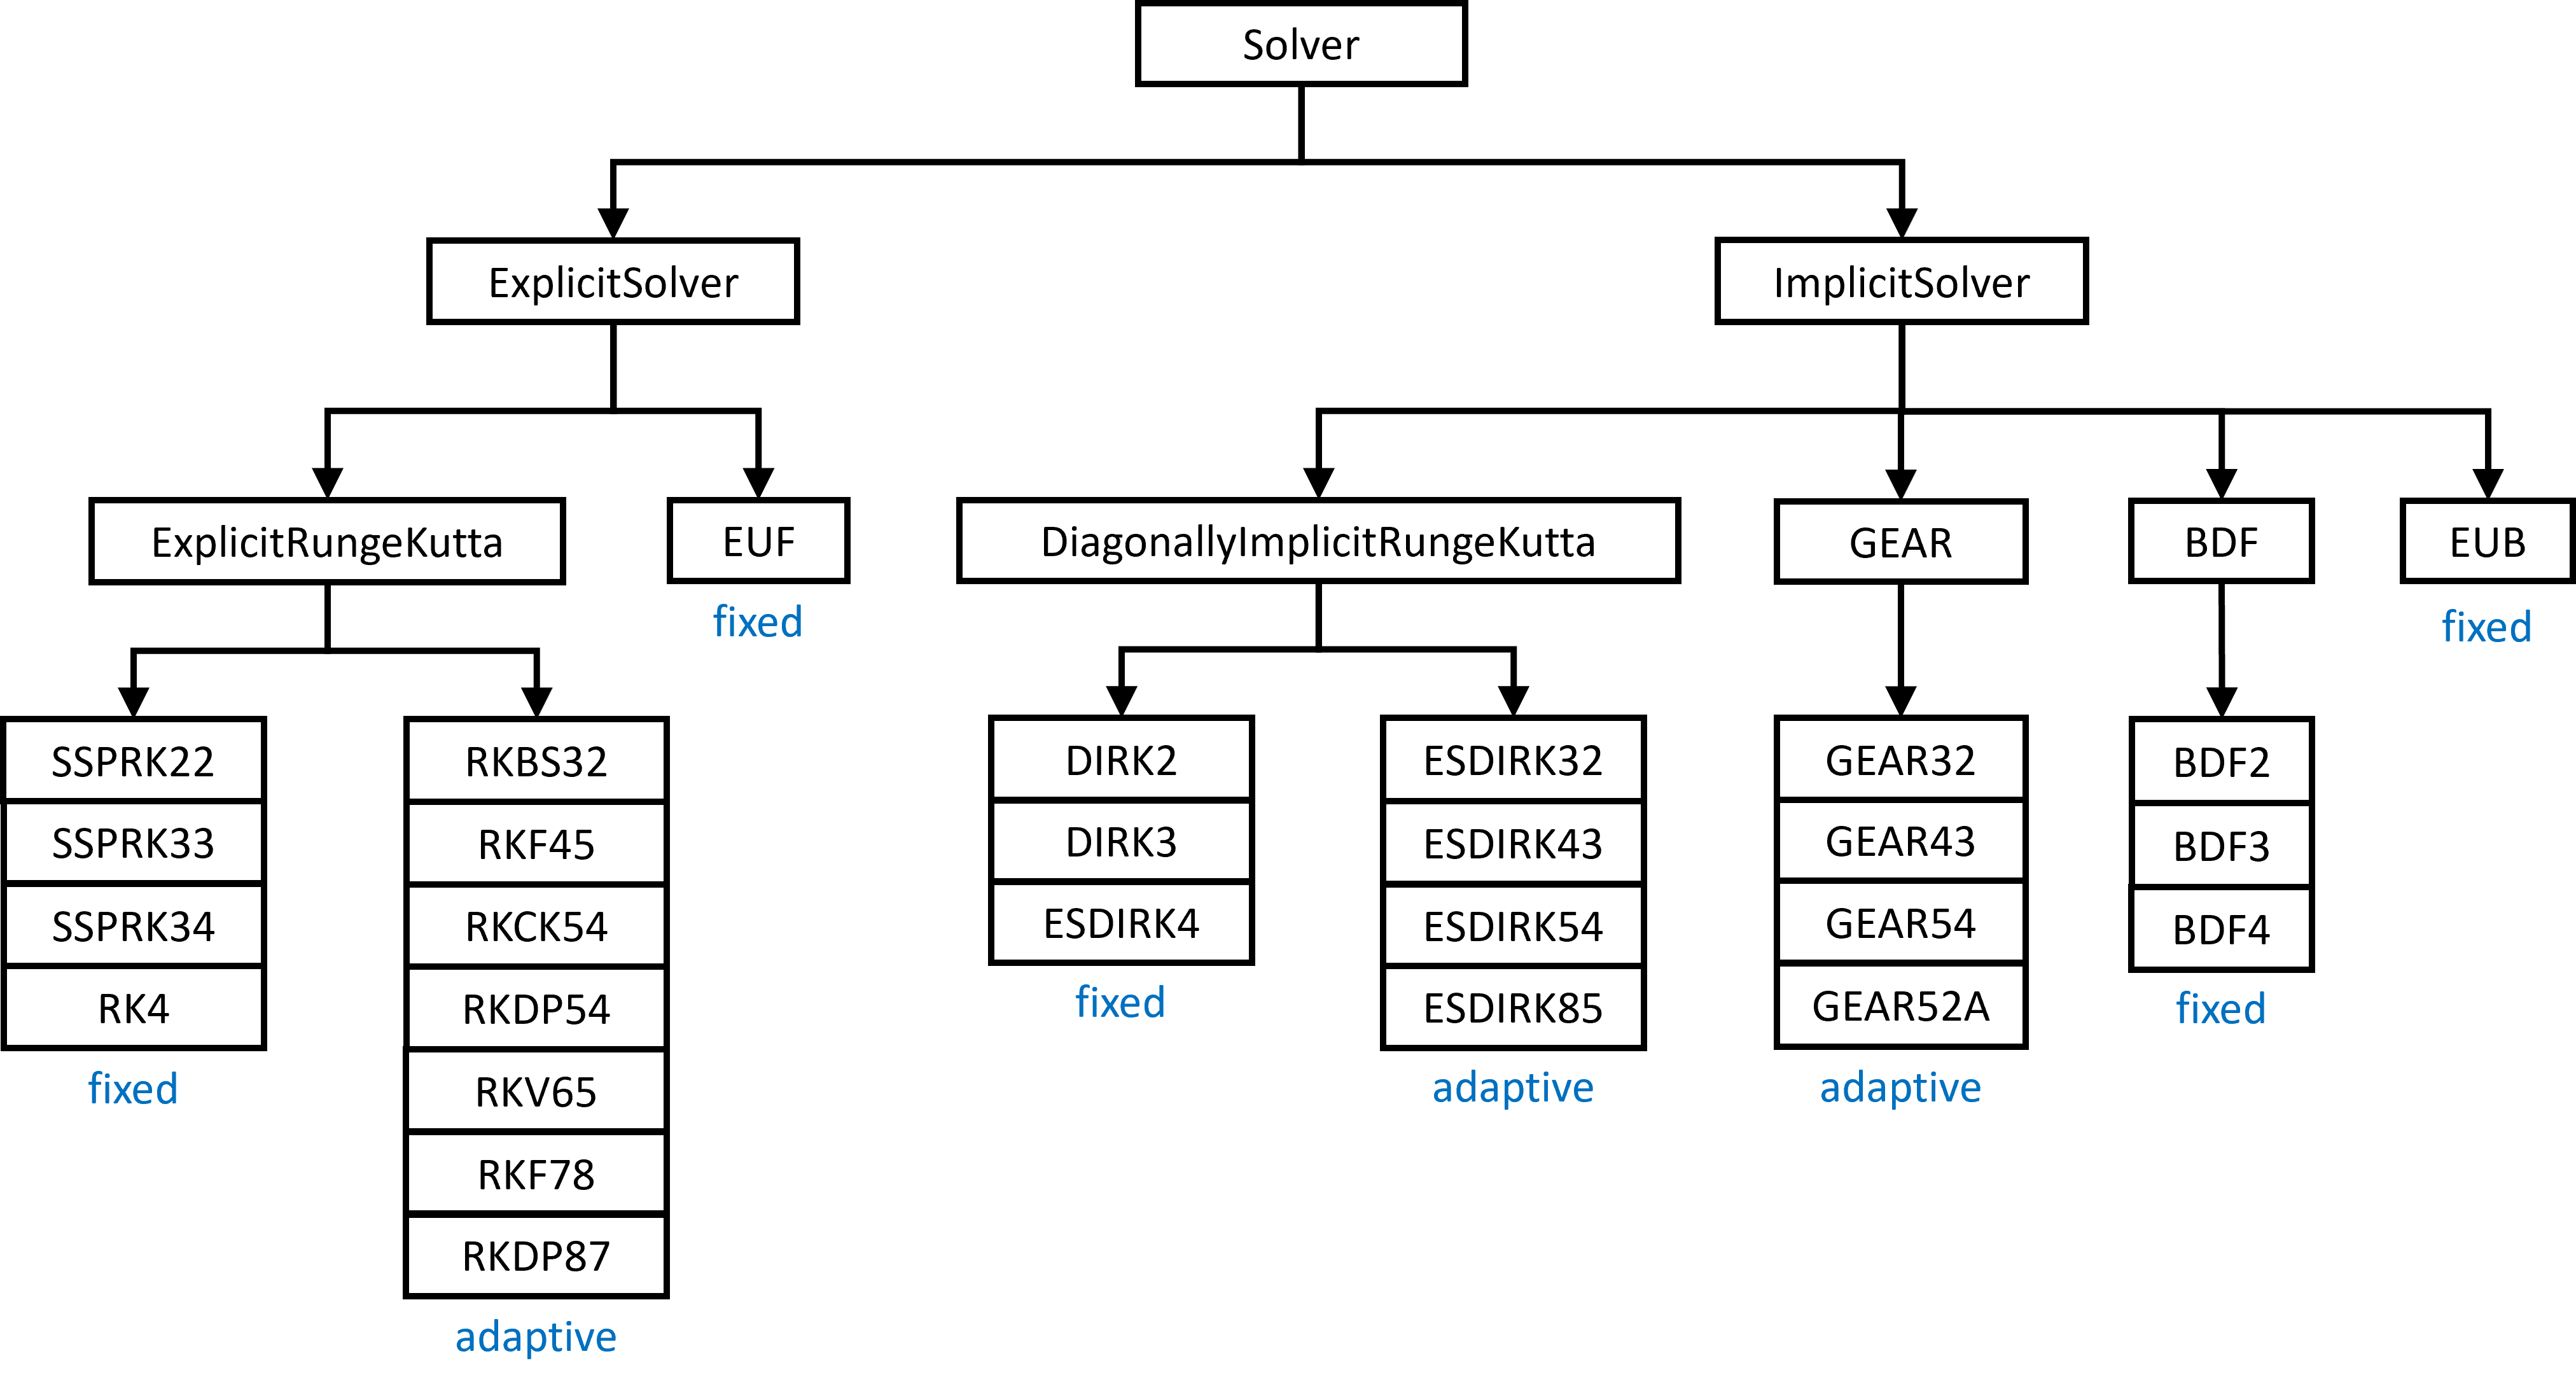 Solver
ExplicitSolver
ImplicitSolver
ExplicitRungeKutta
EUF
fixed
DiagonallyImplicitRungeKutta
GEAR
BDF
EUB
fixed
SSPRK22
SSPRK33
SSPRK34
RK4
fixed
RKBS32
RKF45
RKCK54
RKDP54
RKV65
RKF78
RKDP87
adaptive
DIRK2
DIRK3
ESDIRK4
fixed
ESDIRK32
ESDIRK43
ESDIRK54
ESDIRK85
adaptive
GEAR32
GEAR43
GEAR54
GEAR52A
adaptive
BDF2
BDF3
BDF4
fixed